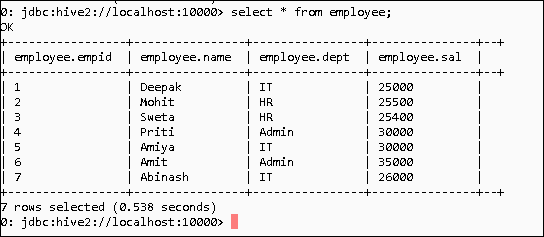 0: jdbc:hive2://localhost:10000> select * from employee;
OK
+-----------------+----------------+----------------+---------------+--+
| employee.empid | employee.name | employee.dept | employee.sal |
+-----------------+----------------+----------------+---------------+--+
| 1 | Deepak | IT | 25000 |
| 2 | Mohit | HR | 25500 |
| 3 | Sweta | HR | 25400 |
| 4 | Priti | Admin | 30000 |
| 5 | Amiya | IT | 30000 |
| 6 | Amit | Admin | 35000 |
| 7 | Abinash | IT | 26000 |
+-----------------+----------------+----------------+---------------+--+
7 rows selected (0.538 seconds)
0: jdbc:hive2://localhost:10000>